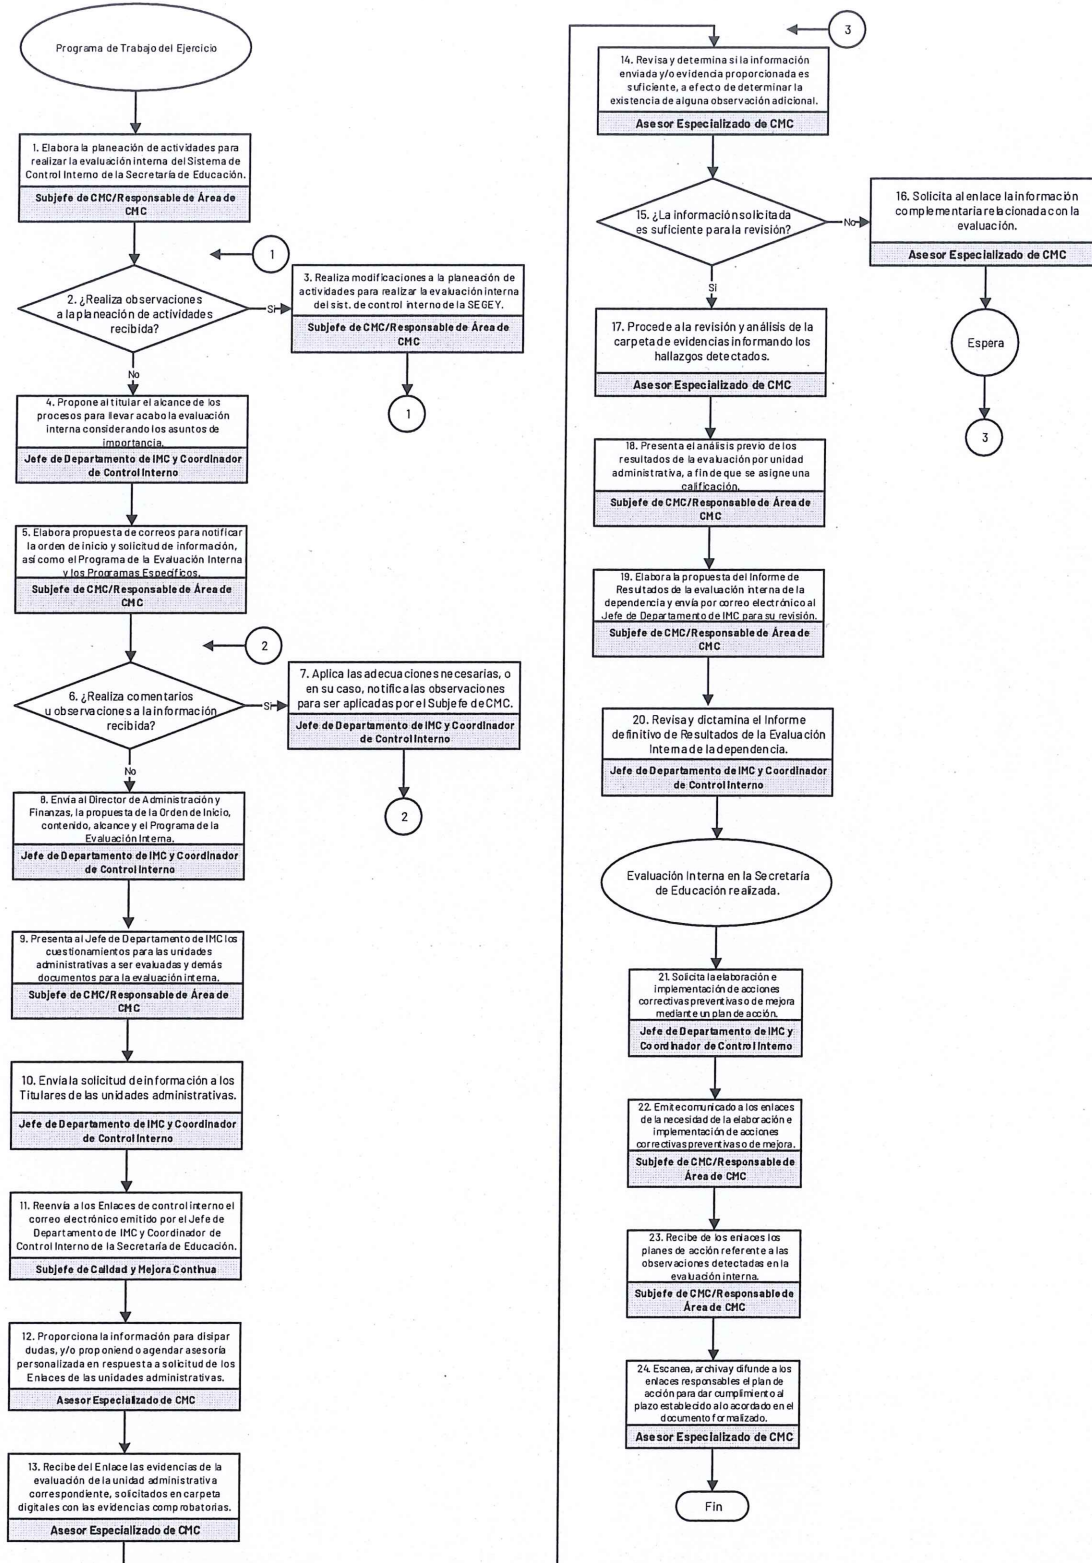 Programa de Trabajo del Ejercicio
1. Elabora la planeación de actividades para
realizar la evaluación interna del Sistema de
Control Interno de la Secretaría de Educación.
Subjefe de CMC/Responsable de Área de
CMC
1
2. ¿Realiza observaciones
a la planeación de actividades
recibida?
Si
3. Realiza modificaciones a la planeación de
actividades para realizar la evaluación interna
del sist. de control interno de la SEGEY.
Subjefe de CMC/Responsable de Área de
CMC
1
No
4. Propone al titular el alcance de los
procesos para llevar acabo la evaluación
interna considerando los asuntos de
importancia.
Jefe de Departamento de IMC y Coordinador
de Control Interno
5. Elabora propuesta de correos para notificar
la orden de inicio y solicitud de información,
así como el Programa de la Evaluación Interna
y los Programas Específicos.
Subjefe de CMC/Responsable de Área de
CMC
2
6. ¿Realiza comentarios
u observaciones a la información
recibida?
Si
7. Aplica las adecuaciones necesarias, o
en su caso, notifica las observaciones
para ser aplicadas por el Subjefe de CMC.
Jefe de Departamento de IMC y Coordinador
de Control Interno
2
No
8. Envía al Director de Administración y
Finanzas, la propuesta de la Orden de Inicio,
contenido, alcance y el Programa de la
Evaluación Interna.
Jefe de Departamento de IMC y Coordinador
de Control Interno
9. Presenta al Jefe de Departamento de IMC los
cuestionamientos para las unidades
administrativas a ser evaluadas y demás
documentos para la evaluación interna.
Subjefe de CMC/Responsable de Área de
CMC
10. Envía la solicitud de información a los
Titulares de las unidades administrativas.
Jefe de Departamento de IMC y Coordinador
de Control Interno
11. Reenvía a los Enlaces de control interno el
correo electrónico emitido por el Jefe de
Departamento de IMC y Coordinador de
Control Interno de la Secretaría de Educación.
Subjefe de Calidad y Mejora Continua
12. Proporciona la información para disipar
dudas, y/o proponiendo agendar asesoría
personalizada en respuesta a solicitud de los
Enlaces de las unidades administrativas.
Asesor Especializado de CMC
13. Recibe del Enlace las evidencias de la
evaluación de la unidad administrativa
correspondiente, solicitados en carpeta
digitales con las evidencias comprobatorias.
Asesor Especializado de CMC
3
14. Revisa y determina si la información
enviada y/o evidencia proporcionada es
suficiente, a efecto de determinar la
existencia de alguna observación adicional.
Asesor Especializado de CMC
15. ¿La información solicitada
es suficiente para la revisión?
No
16. Solicita al enlace la información
complementaria relacionada con la
evaluación.
Asesor Especializado de CMC
Espera
3
Si
17. Procede a la revisión y análisis de la
carpeta de evidencias informando los
hallazgos detectados.
Asesor Especializado de CMC
18. Presenta el análisis previo de los
resultados de la evaluación por unidad
administrativa, a fin de que se asigne una
calificación.
Subjefe de CMC/Responsable de Área de
CMC
19. Elabora la propuesta del Informe de
Resultados de la evaluación interna de la
dependencia y envía por correo electrónico al
Jefe de Departamento de IMC para su revisión.
Subjefe de CMC/Responsable de Área de
CMC
20. Revisa y dictamina el Informe
definitivo de Resultados de la Evaluación
Interna de la dependencia.
Jefe de Departamento de IMC y Coordinador
de Control Interno
Evaluación Interna en la Secretaría
de Educación realizada.
21. Solicita la elaboración e
implementación de acciones
correctivas preventivas o de mejora
mediante un plan de acción.
Jefe de Departamento de IMC y
Coordinador de Control Interno
22. Emite comunicado a los enlaces
de la necesidad de la elaboración e
implementación de acciones
correctivas preventivas o de mejora.
Subjefe de CMC/Responsable de
Área de CMC
23. Recibe de los enlaces los
planes de acción referente a las
observaciones detectadas en la
evaluación interna.
Subjefe de CMC/Responsable de
Área de CMC
24. Escanea, archiva y difunde a los
enlaces responsables el plan de
acción para dar cumplimiento al
plazo establecido a lo acordado en el
documento formalizado.
Asesor Especializado de CMC
Fin